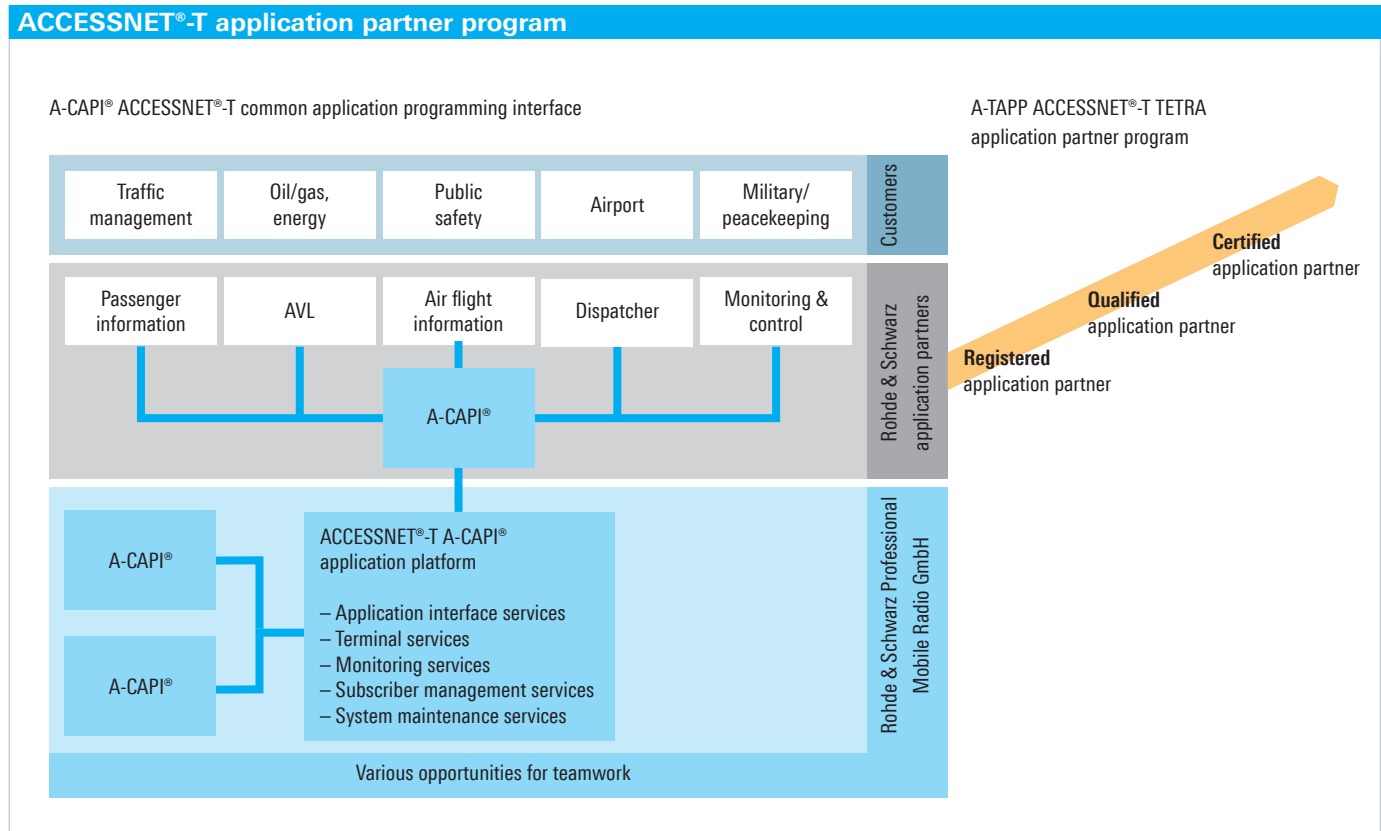 ACCESSNET®-T application partner program
A-CAPI® ACCESSNET®-T common application programming interface
A-TAPP ACCESSNET®-T TETRA
application partner program
Traffic
management
Oil/gas,
energy
Public
safety
Airport
Military/
peacekeeping
Customers
Passenger
information
AVL
Air flight
information
Dispatcher
Monitoring &
control
A-CAPI®
Rohde & Schwarz
application partners
Certified
application partner
Qualified
application partner
Registered
application partner
A-CAPI®
A-CAPI®
ACCESSNET®-T A-CAPI®
application platform
– Application interface services
– Terminal services
– Monitoring services
– Subscriber management services
– System maintenance services
Rohde & Schwarz Professional
Mobile Radio GmbH
Various opportunities for teamwork